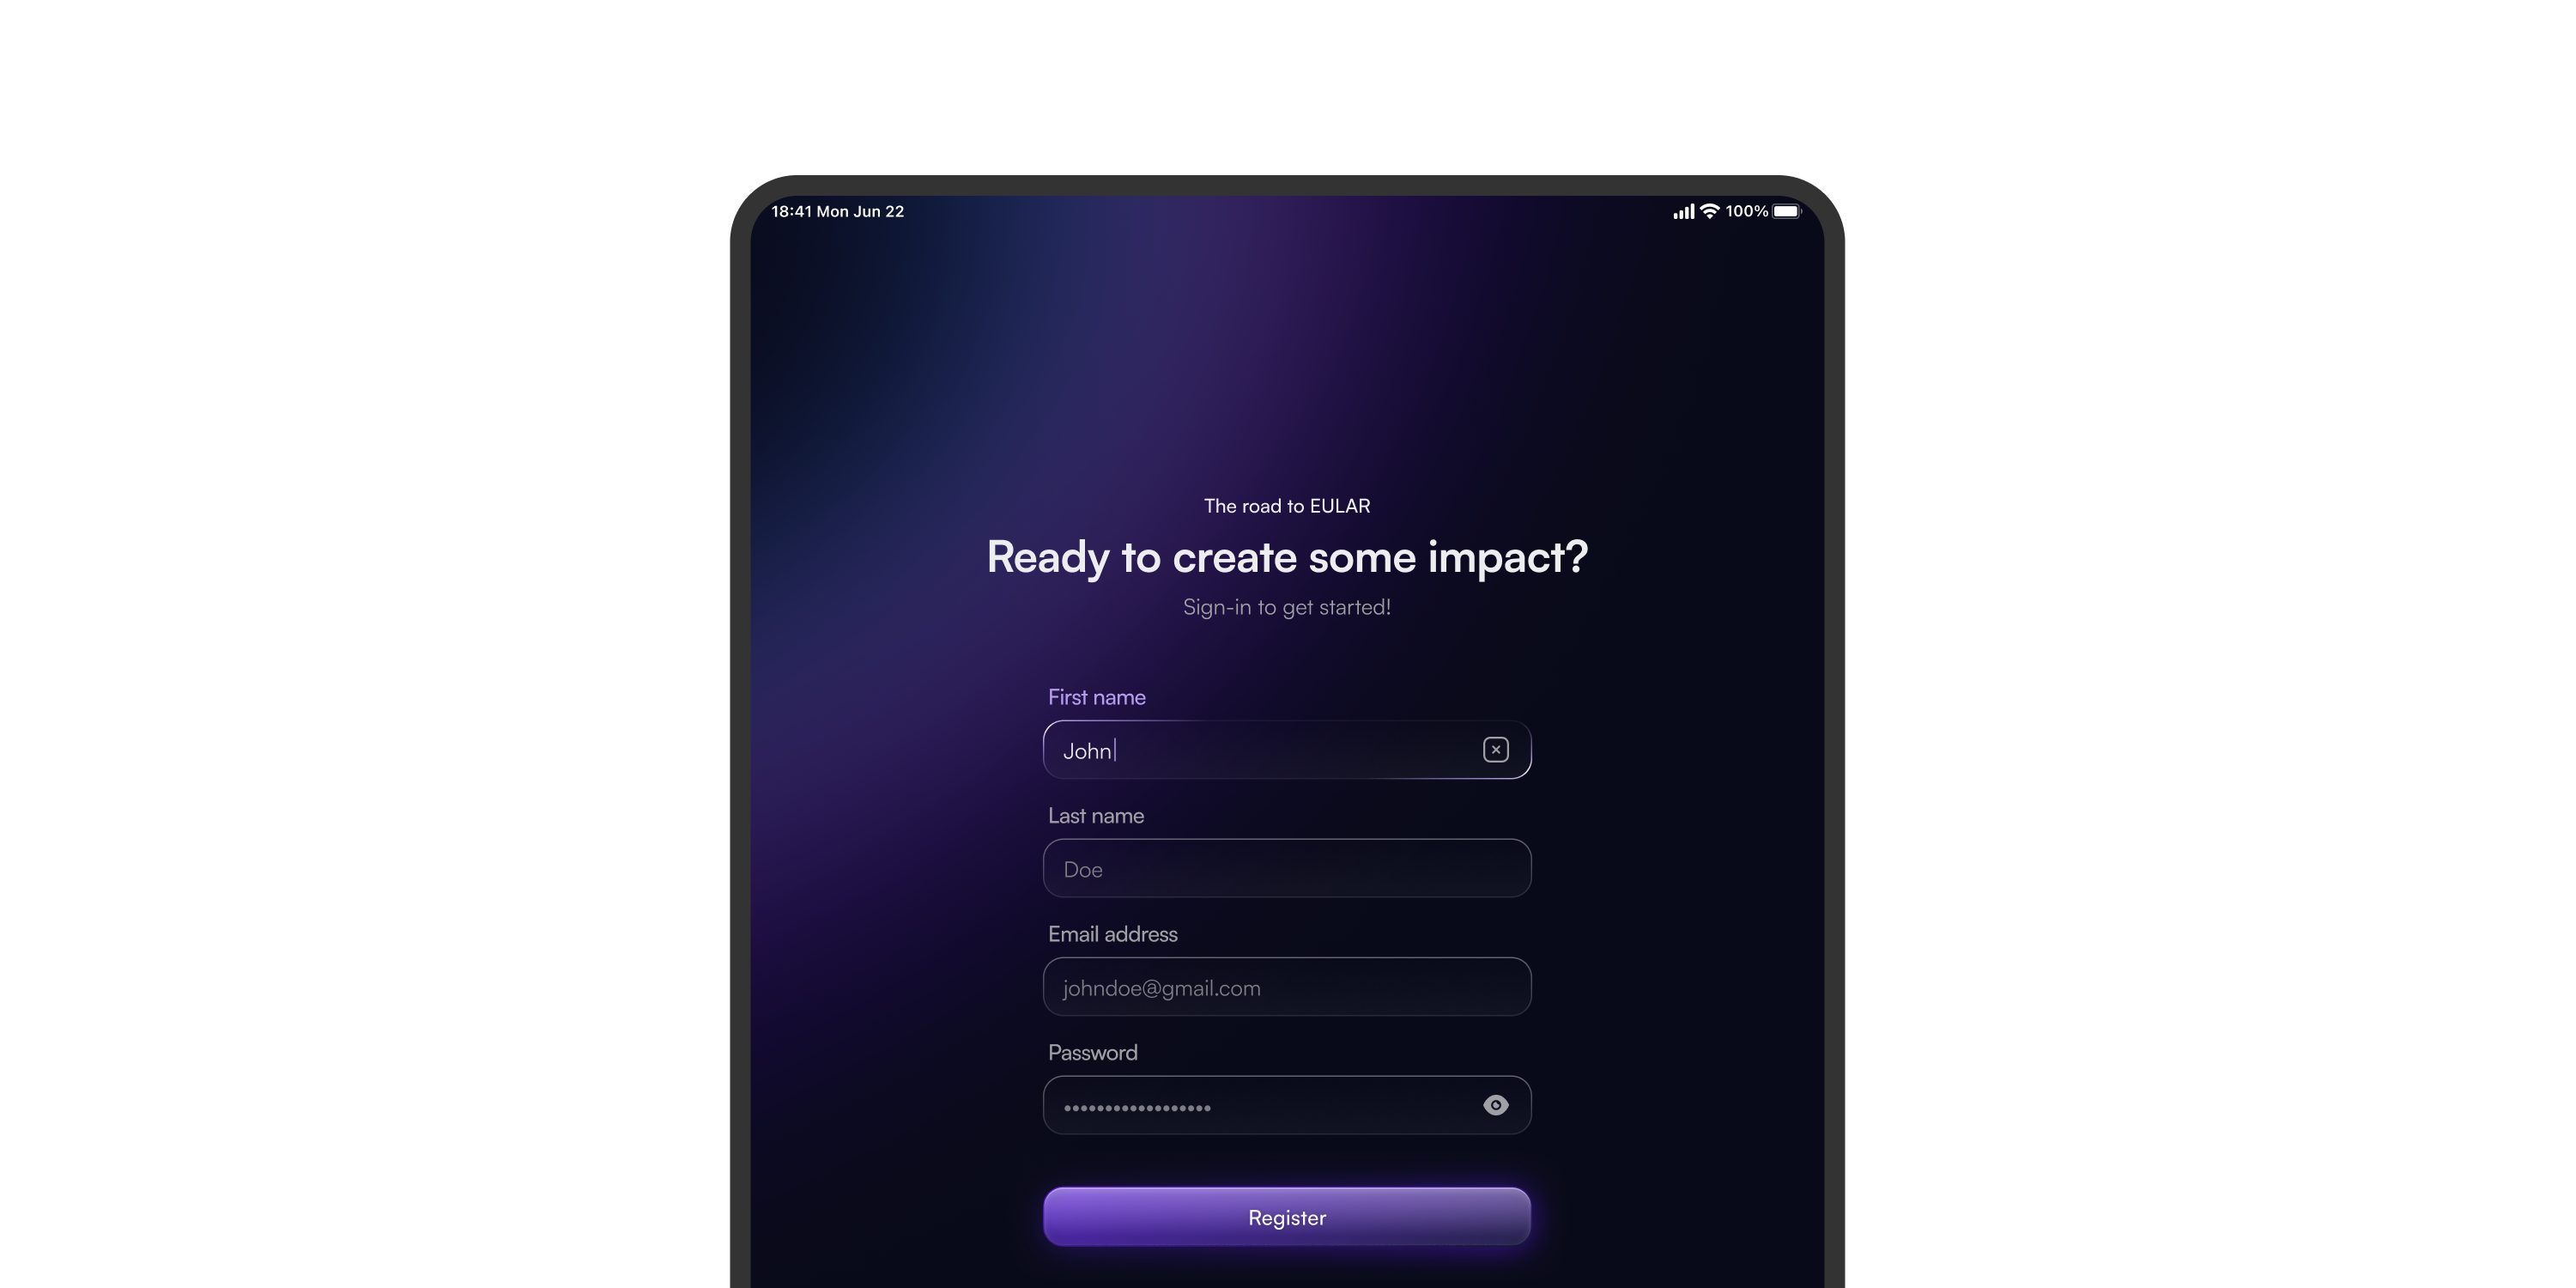 18:41 Mon Jun 22
100%
The road to EULAR
Ready to create some impact?
Sign-in to get started!
First name
John
Last name
Doe
Email address
johndoe@gmail.com
Password
••••••••••••••••••
Register